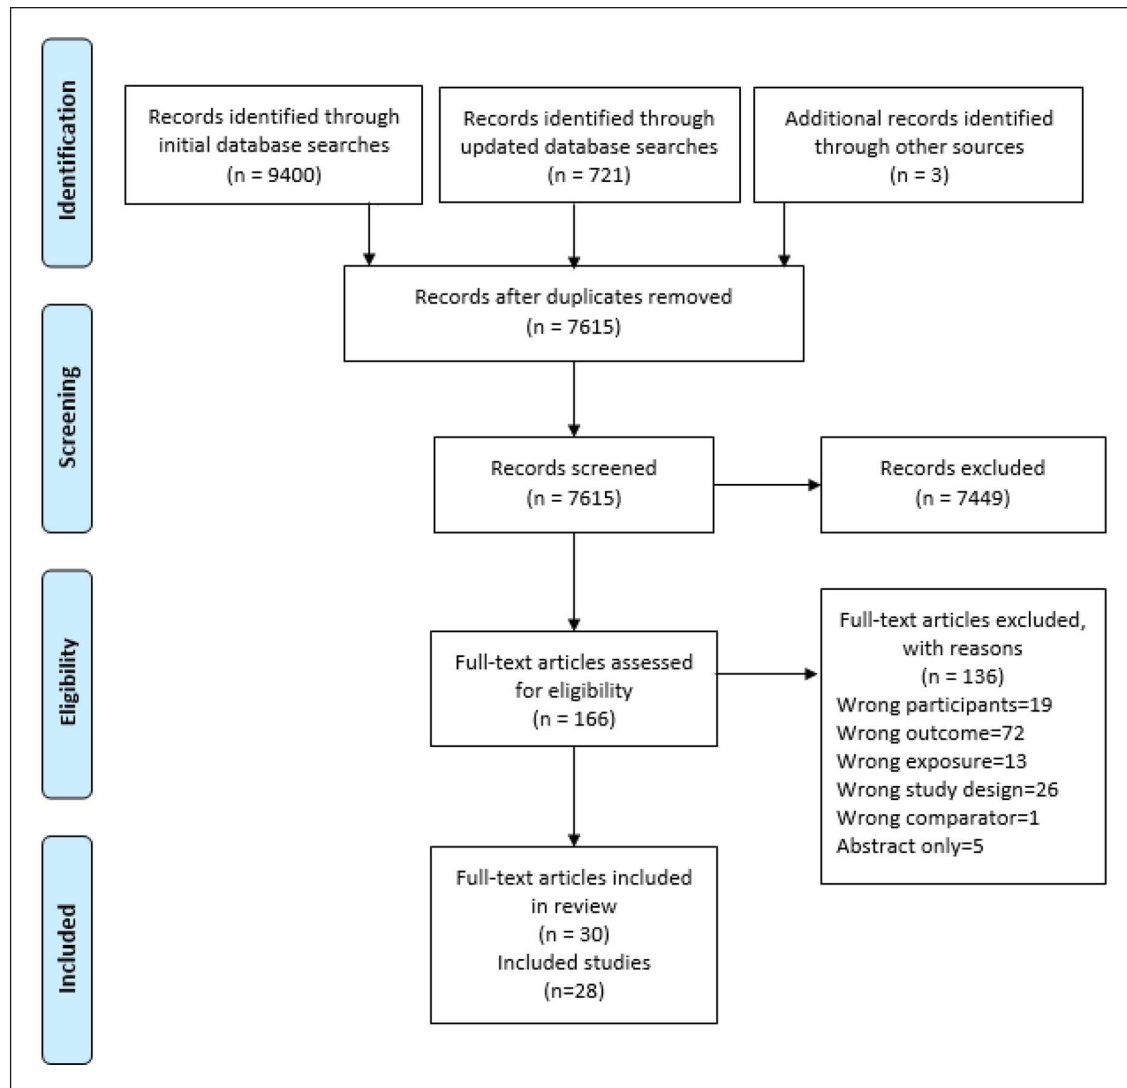 Identification
Records identified through
initial database searches
(n = 9400)
Records identified through
updated database searches
(n = 721)
Additional records identified
through other sources
(n = 3)
Records after duplicates removed
(n = 7615)
Screening
Records screened
(n = 7615)
Records excluded
(n = 7449)
Eligibility
Full-text articles assessed
for eligibility
(n = 166)
Full-text articles excluded,
with reasons
(n = 136)
Wrong participants=19
Wrong outcome=72
Wrong exposure=13
Wrong study design=26
Wrong comparator=1
Abstract only=5
Included
Full-text articles included
in review
(n = 30)
Included studies
(n=28)